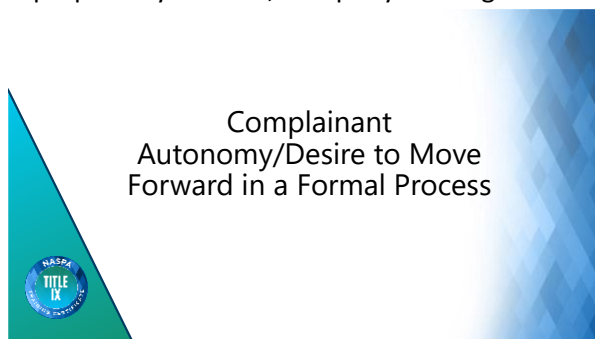 Complainant
Autonomy/Desire to Move
Forward in a Formal Process
NASPA
TITLE
IX